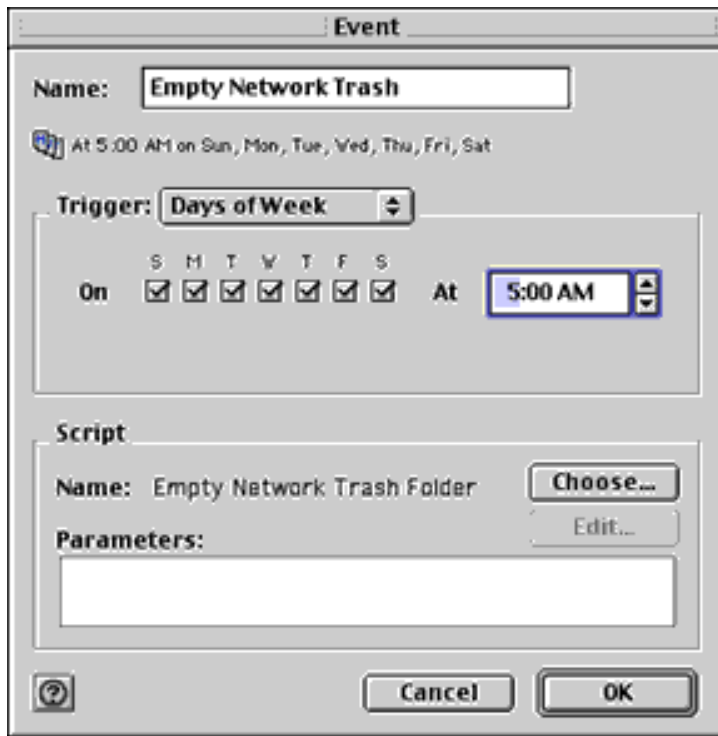 Event
Name: Empty Network Trash
At 5:00 AM on Sun, Mon, Tue, Wed, Thu, Fri, Sat
Trigger: Days of Week
S M T W T F S
On At 5:00 AM
Script
Name: Empty Network Trash Folder Choose...
Edit...
Parameters:
? Cancel OK